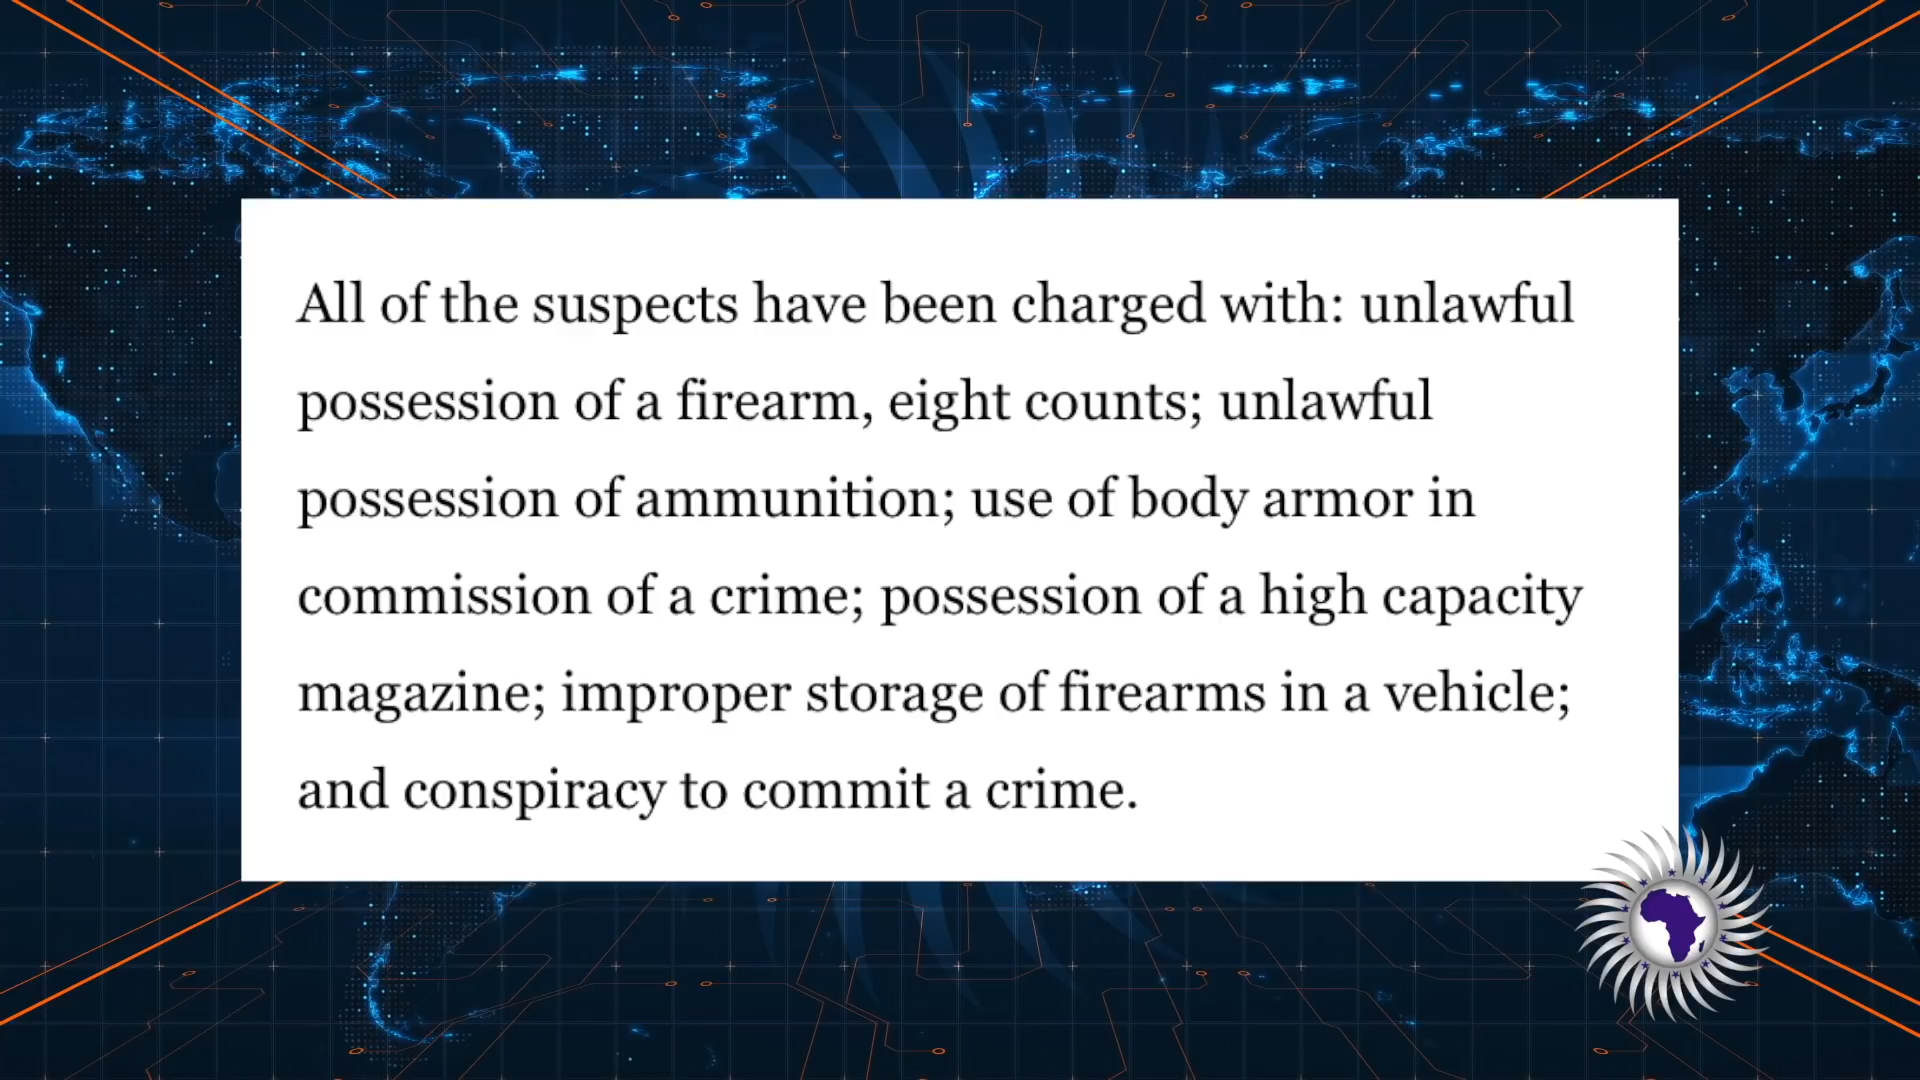 All of the suspects have been charged with: unlawful
possession of a firearm, eight counts; unlawful
possession of ammunition; use of body armor in
commission of a crime; possession of a high capacity
magazine; improper storage of firearms in a vehicle;
and conspiracy to commit a crime.